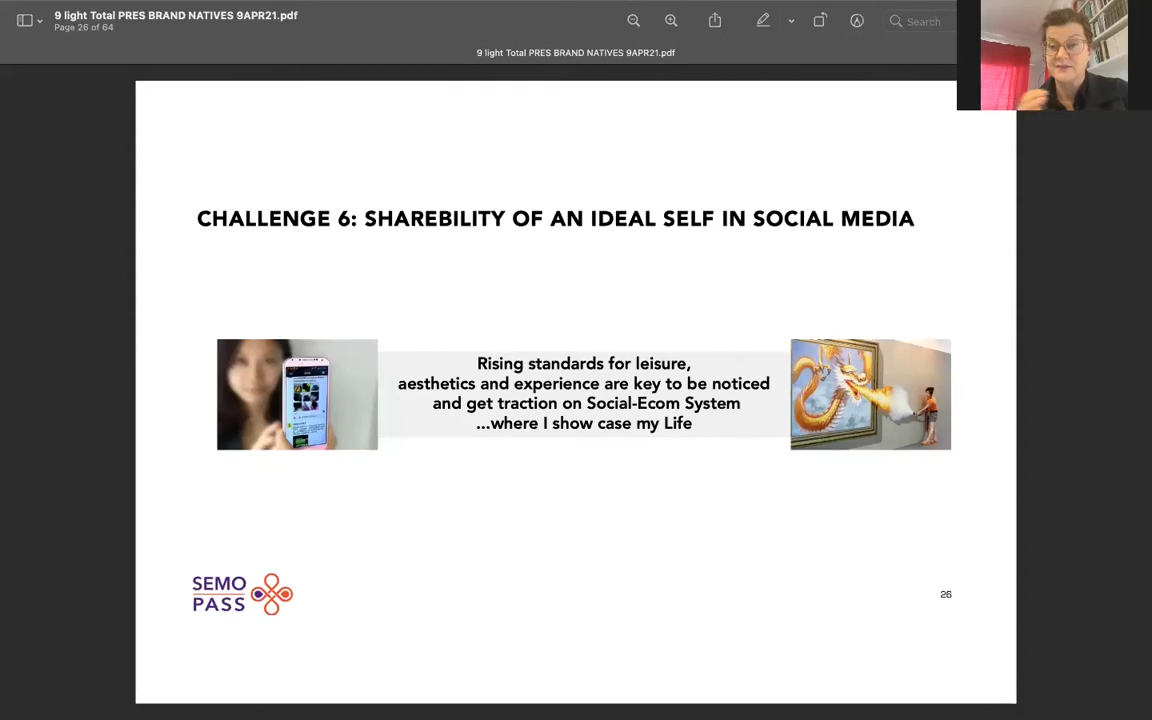 9 light Total PRES BRAND NATIVES 9APR21.pdf
Page 26 of 64
Search
9 light Total PRES BRAND NATIVES 9APR21.pdf
CHALLENGE 6: SHAREBILITY OF AN IDEAL SELF IN SOCIAL MEDIA
Rising standards for leisure,
aesthetics and experience are key to be noticed
and get traction on Social-Ecom System
...where I show case my Life
SEMO
PASS
26